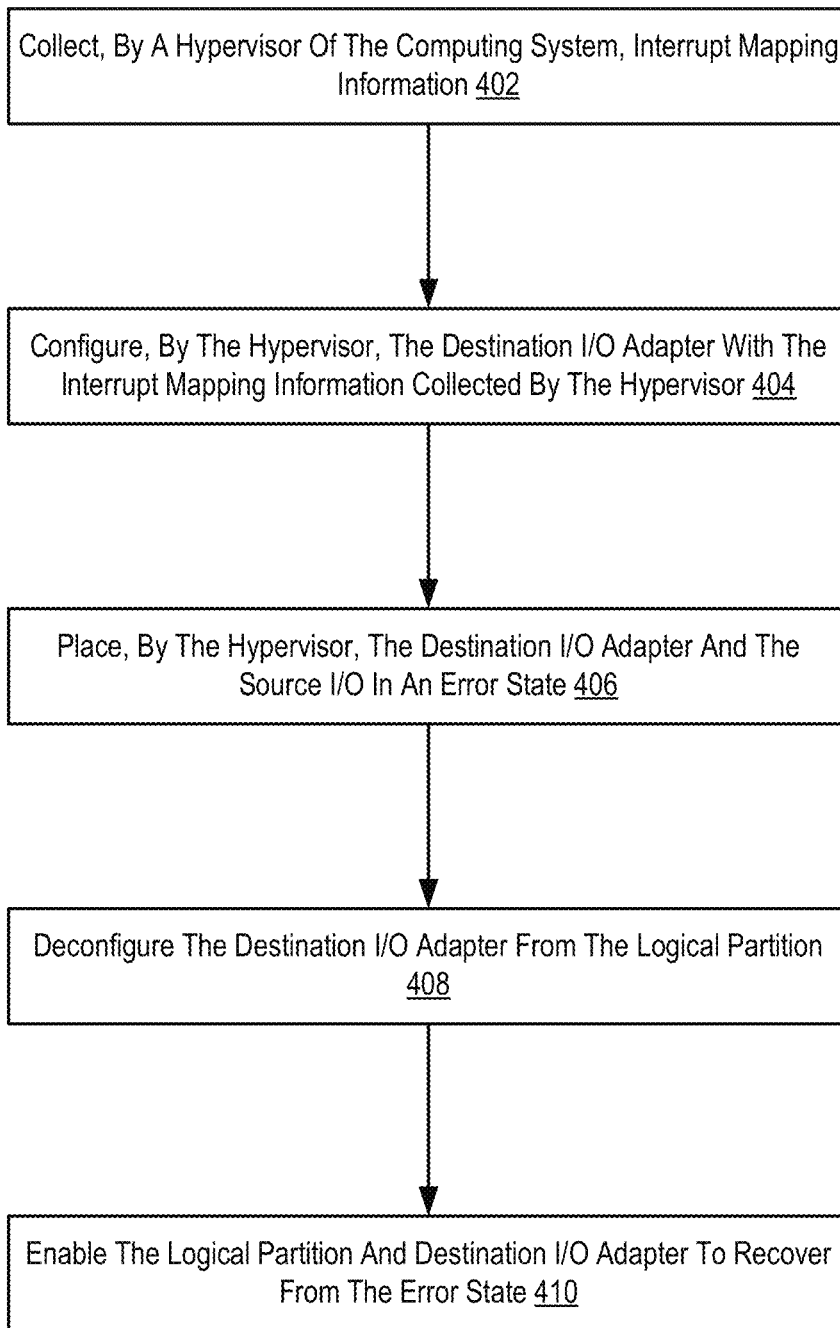 Collect, By A Hypervisor Of The Computing System, Interrupt Mapping
Information 402
Configure, By The Hypervisor, The Destination I/O Adapter With The
Interrupt Mapping Information Collected By The Hypervisor 404
Place, By The Hypervisor, The Destination I/O Adapter And The
Source I/O In An Error State 406
Deconfigure The Destination I/O Adapter From The Logical Partition
408
Enable The Logical Partition And Destination I/O Adapter To Recover
From The Error State 410